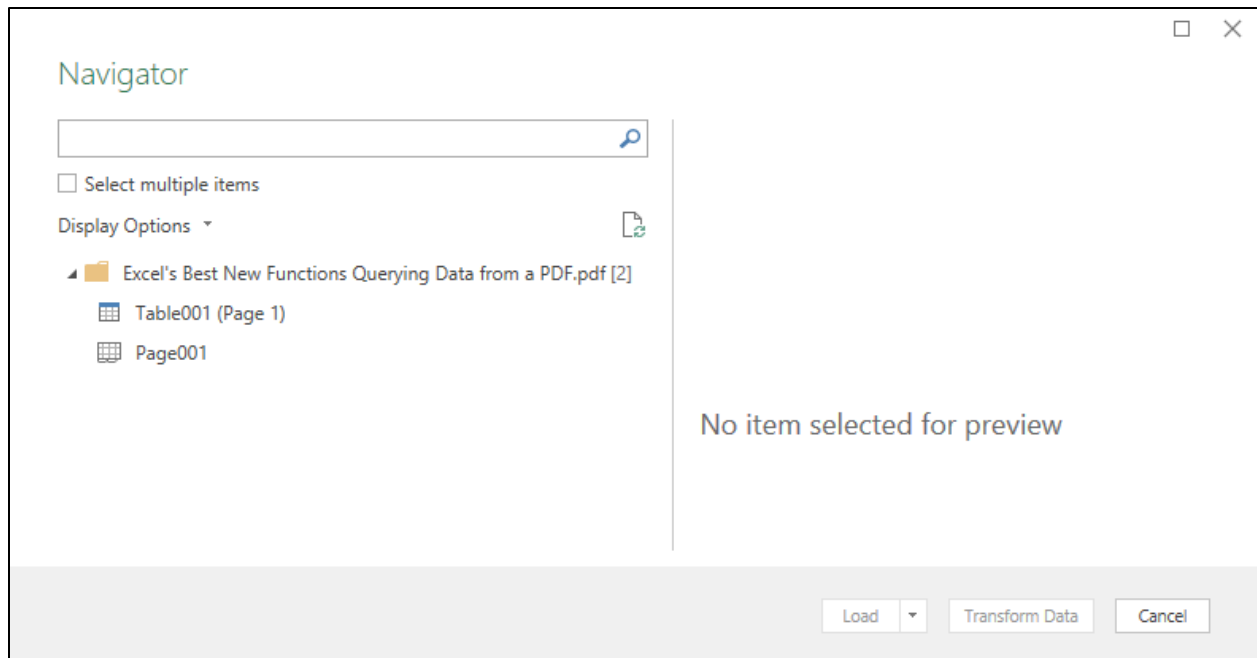 Navigator
Select multiple items
Display Options
Excel's Best New Functions Querying Data from a PDF.pdf [2]
Table001 (Page 1)
Page001
No item selected for preview
Load
Transform Data
Cancel